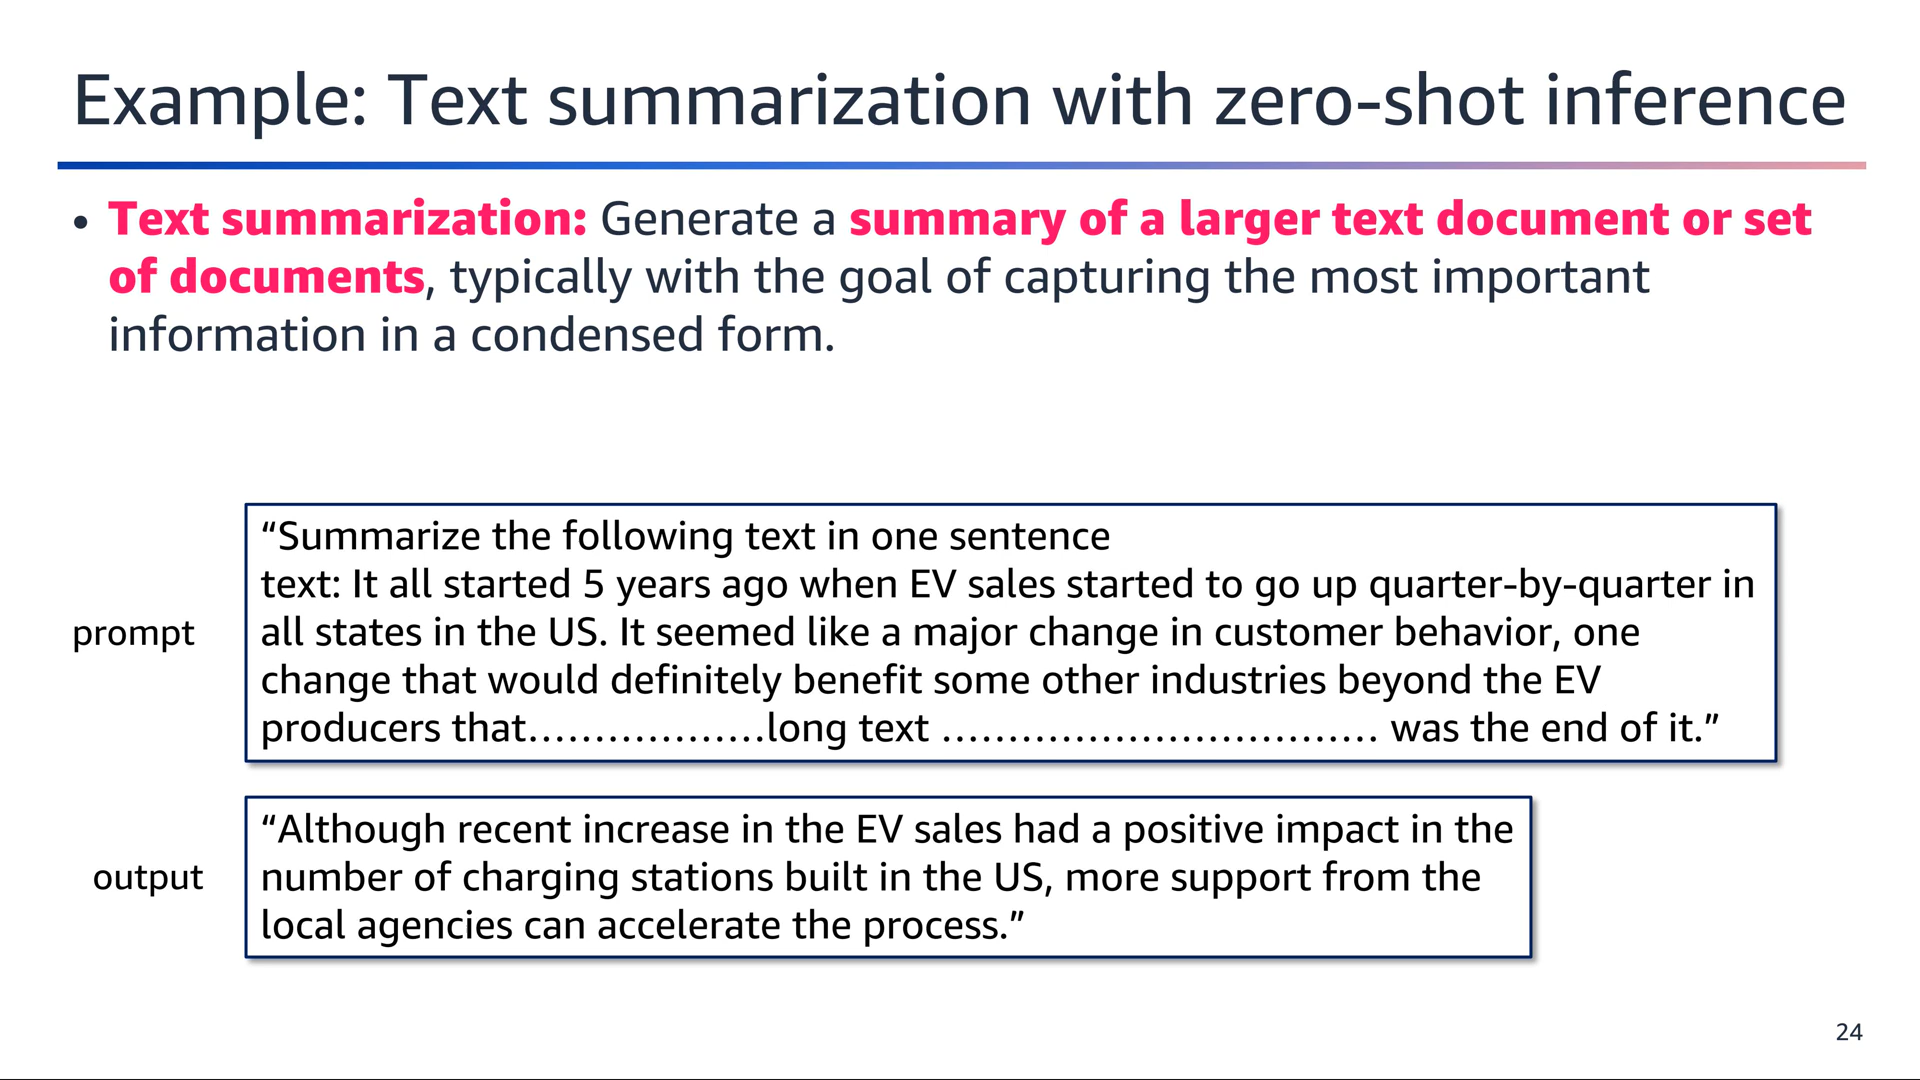 Example: Text summarization with zero-shot inference
• Text summarization: Generate a summary of a larger text document or set
of documents, typically with the goal of capturing the most important
information in a condensed form.
prompt
“Summarize the following text in one sentence
text: It all started 5 years ago when EV sales started to go up quarter-by-quarter in
all states in the US. It seemed like a major change in customer behavior, one
change that would definitely benefit some other industries beyond the EV
producers that………………long text …………………………… was the end of it.”
output
“Although recent increase in the EV sales had a positive impact in the
number of charging stations built in the US, more support from the
local agencies can accelerate the process.”
24